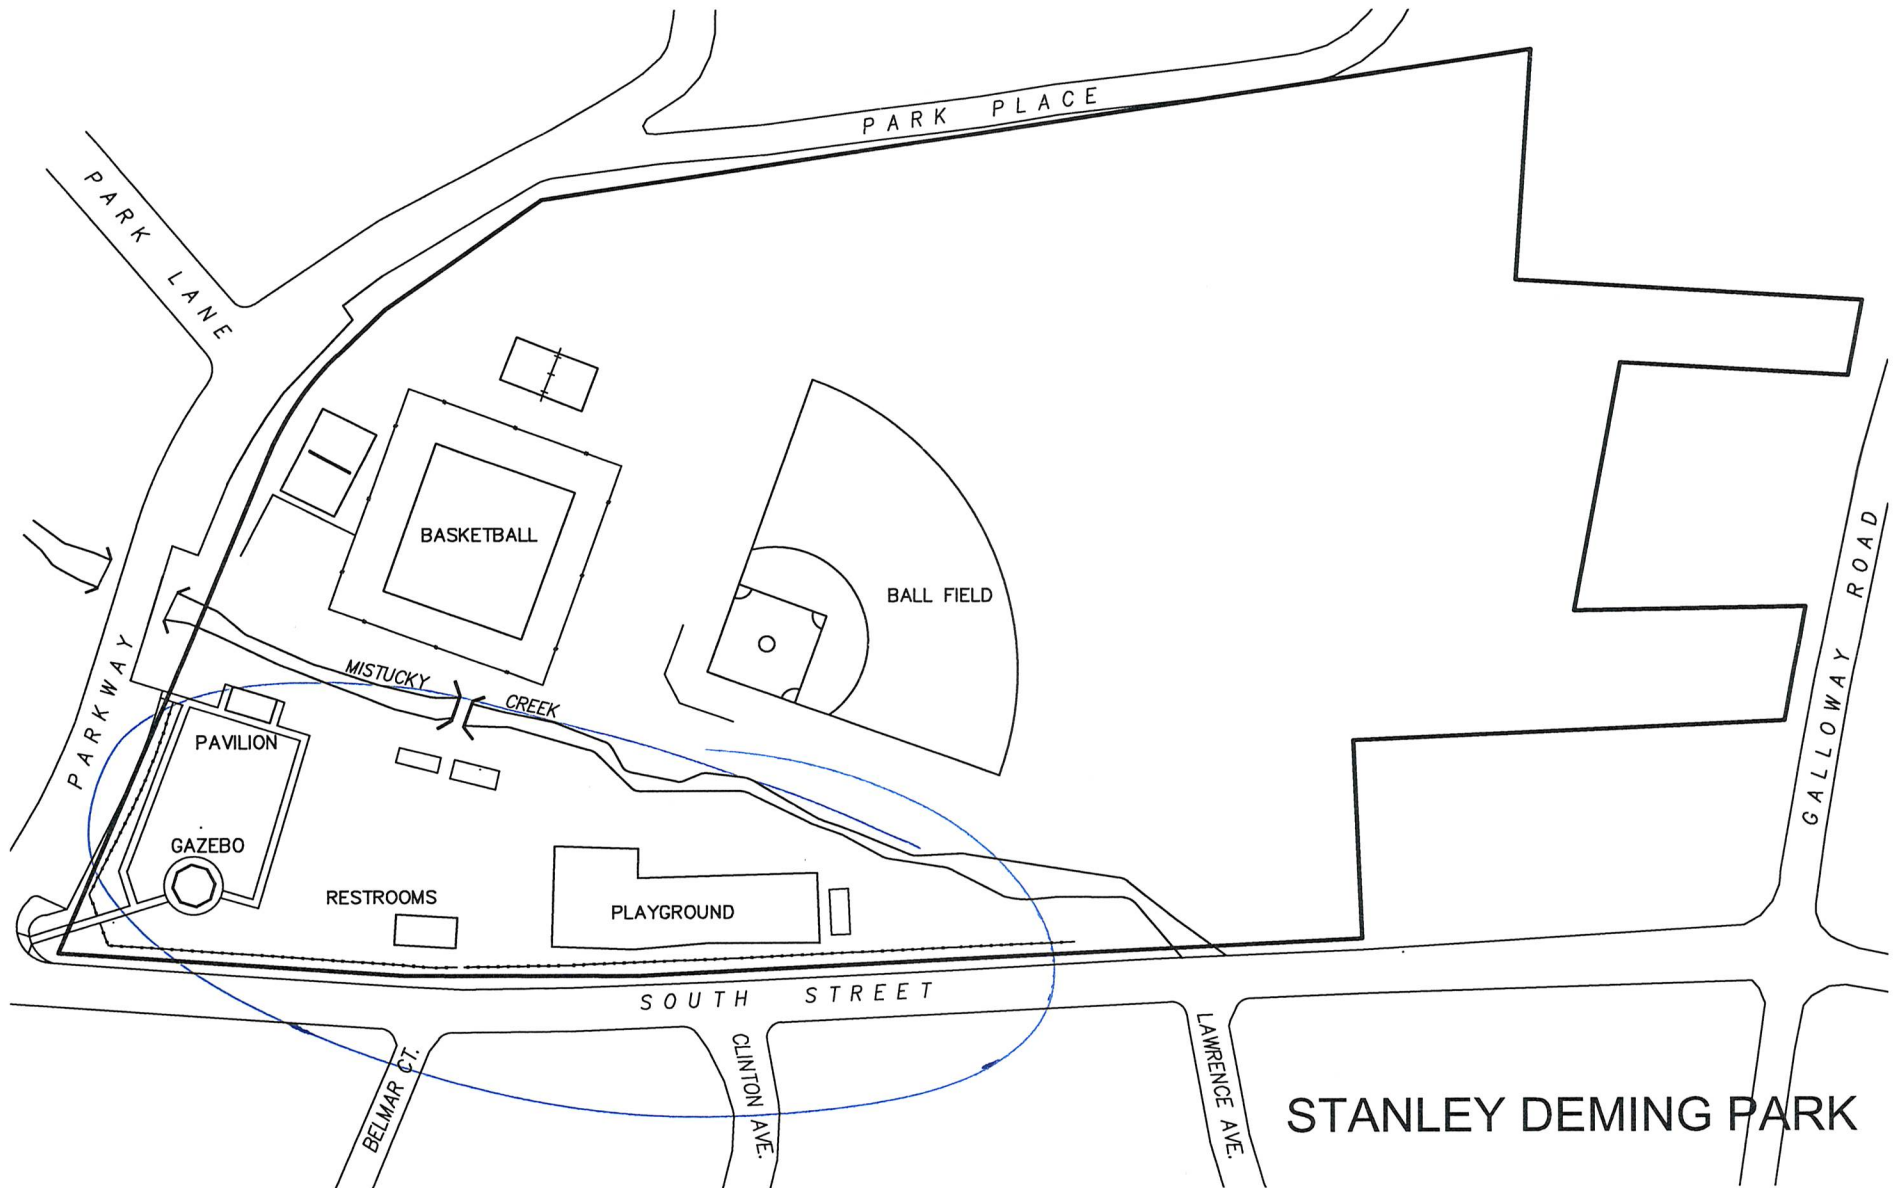 PARK PLACE
PARK LANE
BASKETBALL
BALL FIELD
GALLOWAY ROAD
PARKWAY
MISTUCKY
CREEK
PAVILION
GAZEBO
RESTROOMS
PLAYGROUND
SOUTH STREET
BELMAR CT.
CLINTON AVE.
LAWRENCE AVE.
STANLEY DEMING PARK